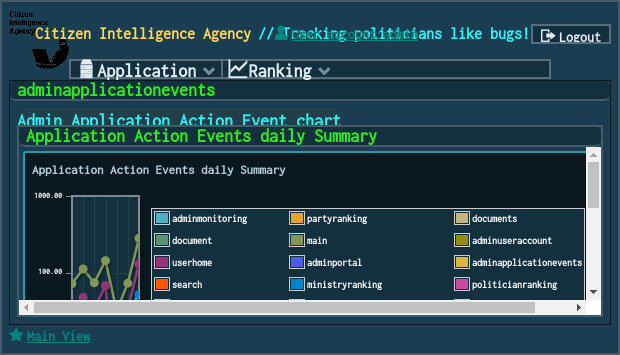 Citizen
Intelligence
Agency
Citizen Intelligence Agency // Tracking politicians like bugs!
Logout
Application
Ranking
adminapplicationevents
Admin Application Action Event chart
Application Action Events daily Summary
Application Action Events daily Summary
1000.00
100.00
adminmonitoring partyranking documents
document main adminuseraccount
userhome adminportal adminapplicationevents
search ministryranking politicianranking
Main View